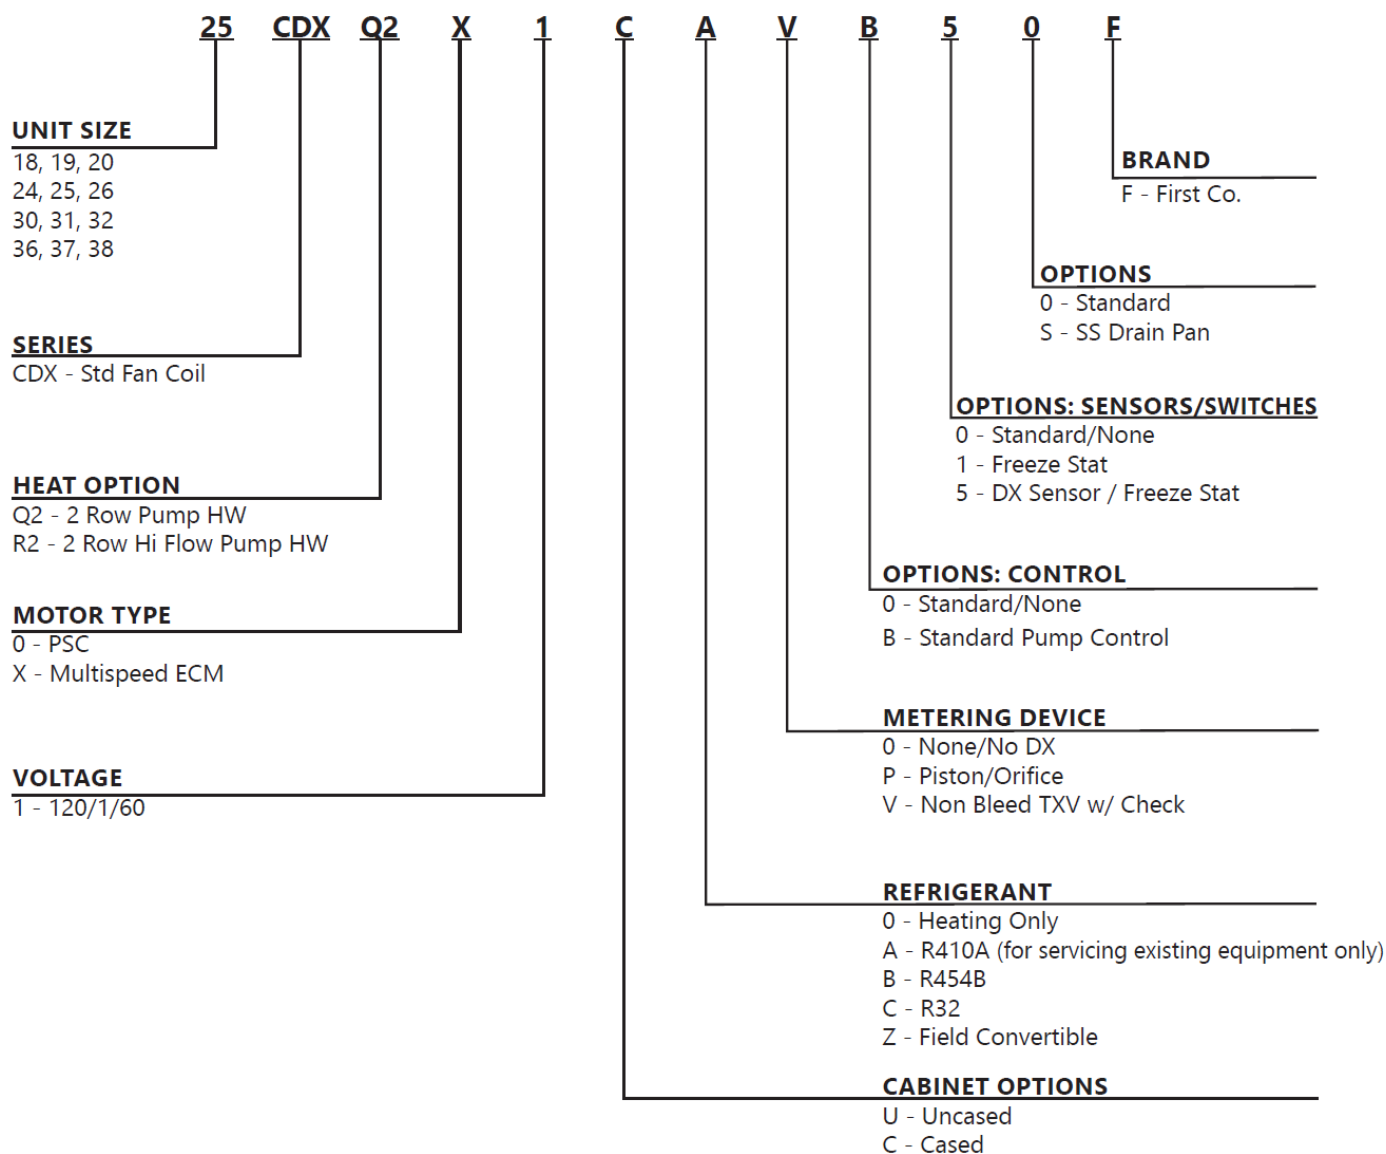 25 CDX Q2 X 1 C A V B 5 0 F
UNIT SIZE
18, 19, 20
24, 25, 26
30, 31, 32
36, 37, 38
SERIES
CDX - Std Fan Coil
HEAT OPTION
Q2 - 2 Row Pump HW
R2 - 2 Row Hi Flow Pump HW
MOTOR TYPE
0 - PSC
X - Multispeed ECM
VOLTAGE
1 - 120/1/60
BRAND
F - First Co.
OPTIONS
0 - Standard
S - SS Drain Pan
OPTIONS: SENSORS/SWITCHES
0 - Standard/None
1 - Freeze Stat
5 - DX Sensor / Freeze Stat
OPTIONS: CONTROL
0 - Standard/None
B - Standard Pump Control
METERING DEVICE
0 - None/No DX
P - Piston/Orifice
V - Non Bleed TXV w/ Check
REFRIGERANT
0 - Heating Only
A - R410A (for servicing existing equipment only)
B - R454B
C - R32
Z - Field Convertible
CABINET OPTIONS
U - Uncased
C - Cased